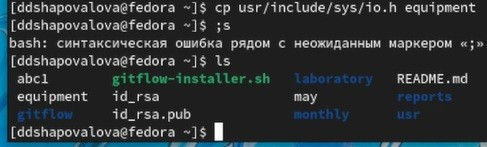 [ddshapovalova@fedora ~]$ cp usr/include/sys/io.h equipment
[ddshapovalova@fedora ~]$ ;s
bash: синтаксическая ошибка рядом с неожиданным маркером «;»
[ddshapovalova@fedora ~]$ ls
abc1 gitflow-installer.sh laboratory README.md
equipment id_rsa may reports
gitflow id_rsa.pub monthly usr
[ddshapovalova@fedora ~]$